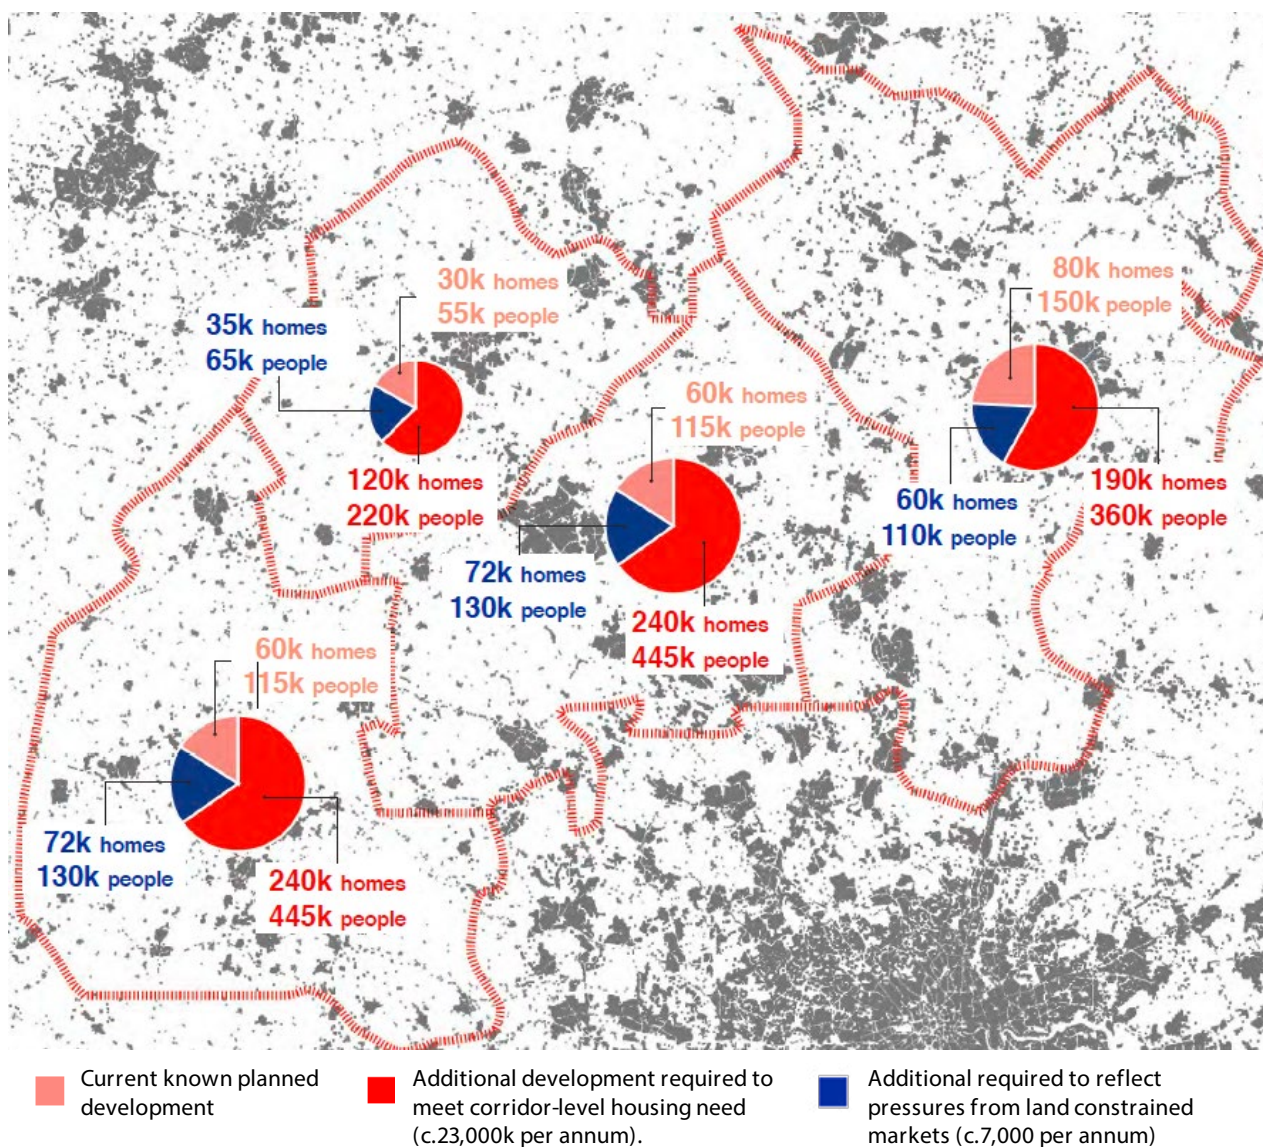 30k homes
55k people
35k homes
65k people
120k homes
220k people
80k homes
150k people
60k homes
115k people
60k homes
110k people
190k homes
360k people
72k homes
130k people
240k homes
445k people
60k homes
115k people
72k homes
130k people
240k homes
445k people
Current known planned
development
Additional development required to
meet corridor-level housing need
(c.23,000k per annum).
Additional required to reflect
pressures from land constrained
markets (c.7,000 per annum)